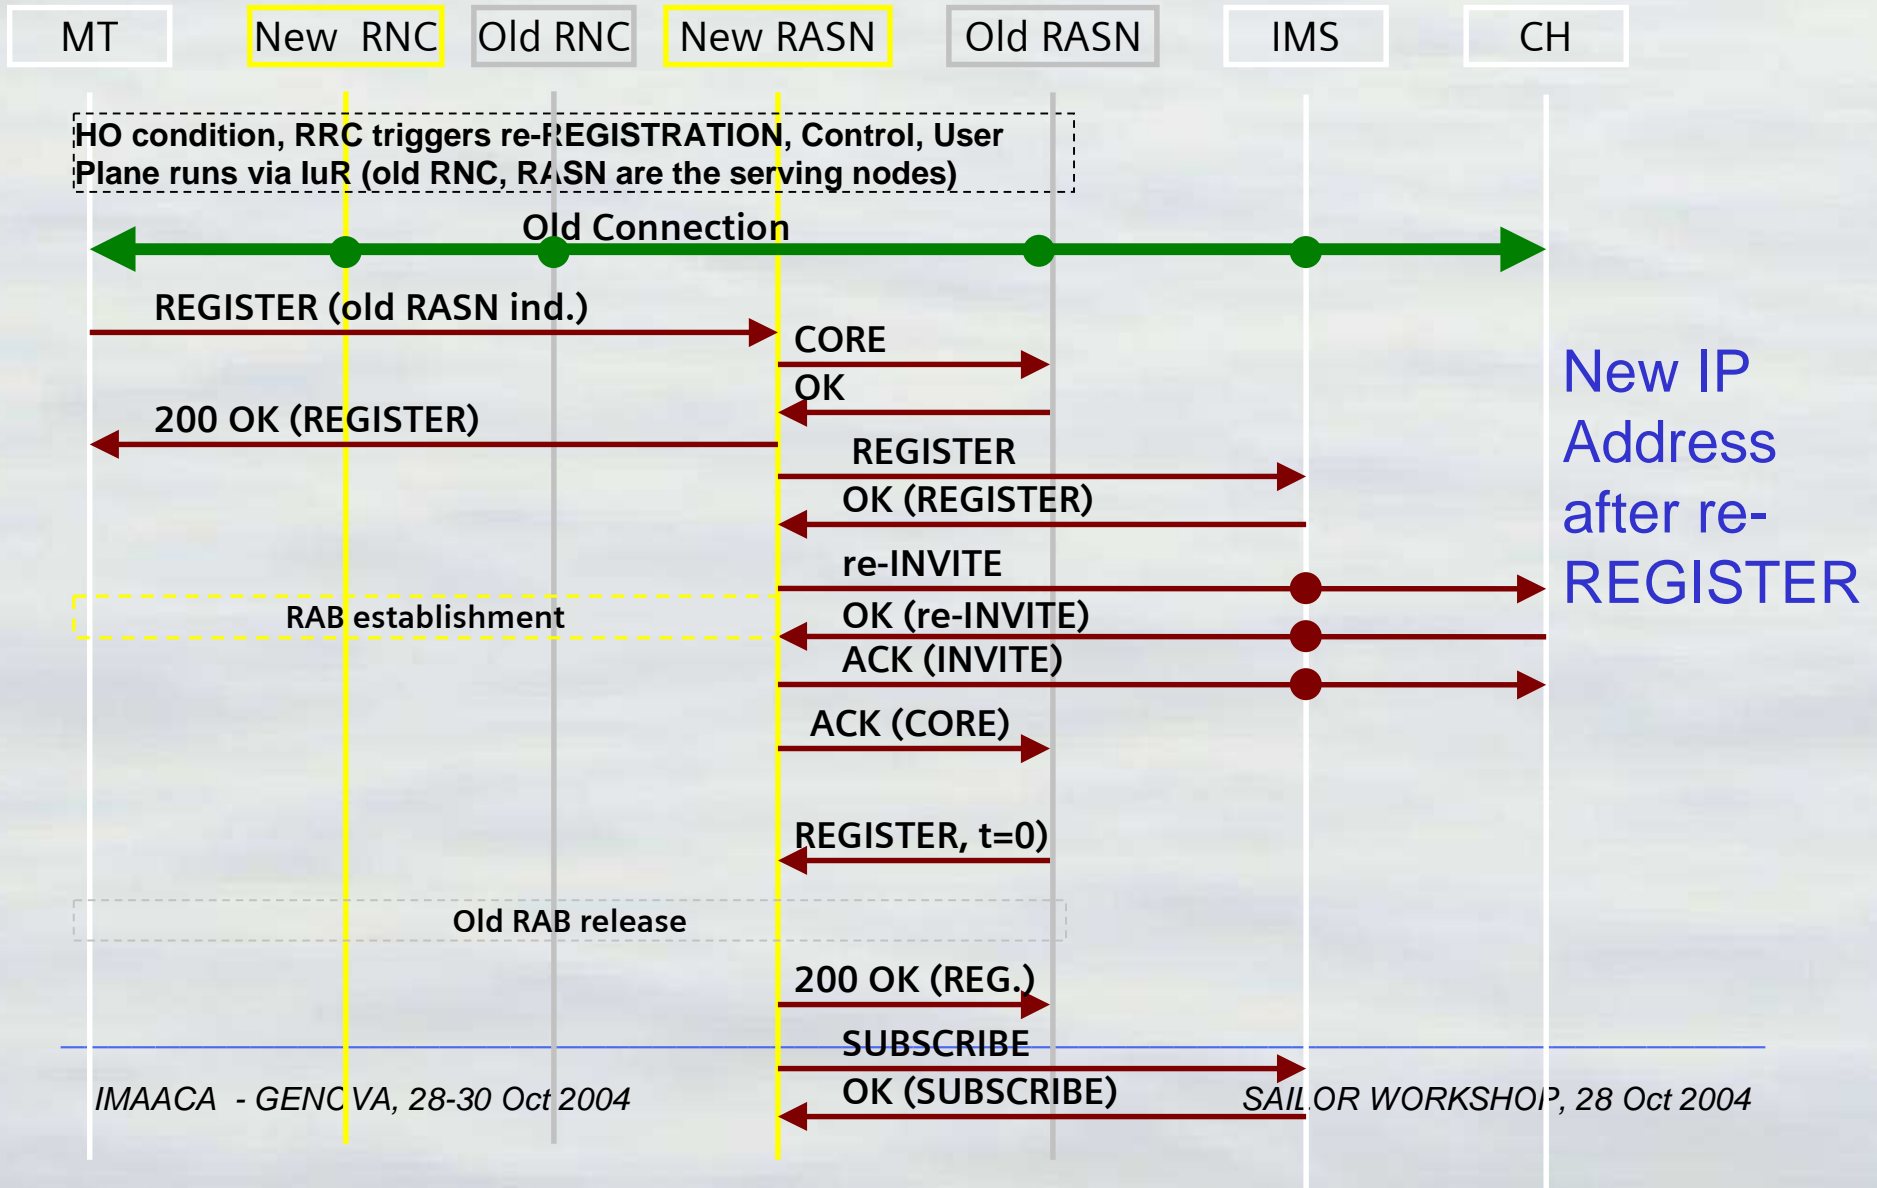 MT New RNC Old RNC New RASN Old RASN IMS CH
HO condition, RRC triggers re-REGISTRATION, Control, User
Plane runs via IuR (old RNC, RASN are the serving nodes)
Old Connection
REGISTER (old RASN ind.)
CORE
OK
200 OK (REGISTER)
REGISTER
OK (REGISTER)
re-INVITE
RAB establishment
OK (re-INVITE)
ACK (INVITE)
ACK (CORE)
New IP
Address
after re-
REGISTER
REGISTER, t=0)
Old RAB release
200 OK (REG.)
SUBSCRIBE
OK (SUBSCRIBE)
IMAACA - GENOVA, 28-30 Oct 2004
SAILOR WORKSHOP, 28 Oct 2004